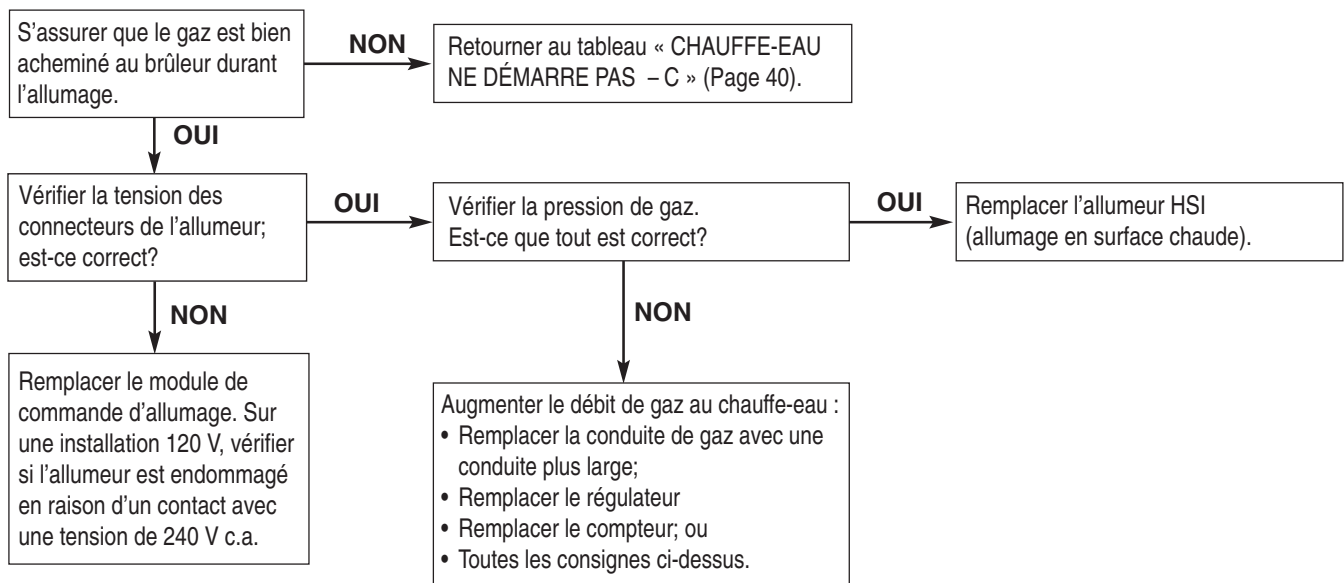 S'assurer que le gaz est bien
acheminé au brûleur durant
l'allumage.
NON
Retourner au tableau « CHAUFFE-EAU
NE DÉMARRE PAS – C » (Page 40).
OUI
Vérifier la tension des
connecteurs de l'allumeur;
est-ce correct?
OUI
Vérifier la pression de gaz.
Est-ce que tout est correct?
OUI
Remplacer l'allumeur HSI
(allumage en surface chaude).
NON
Remplacer le module de
commande d'allumage. Sur
une installation 120 V, vérifier
si l'allumeur est endommagé
en raison d'un contact avec
une tension de 240 V c.a.
NON
Augmenter le débit de gaz au chauffe-eau :
• Remplacer la conduite de gaz avec une
conduite plus large;
• Remplacer le régulateur
• Remplacer le compteur; ou
• Toutes les consignes ci-dessus.